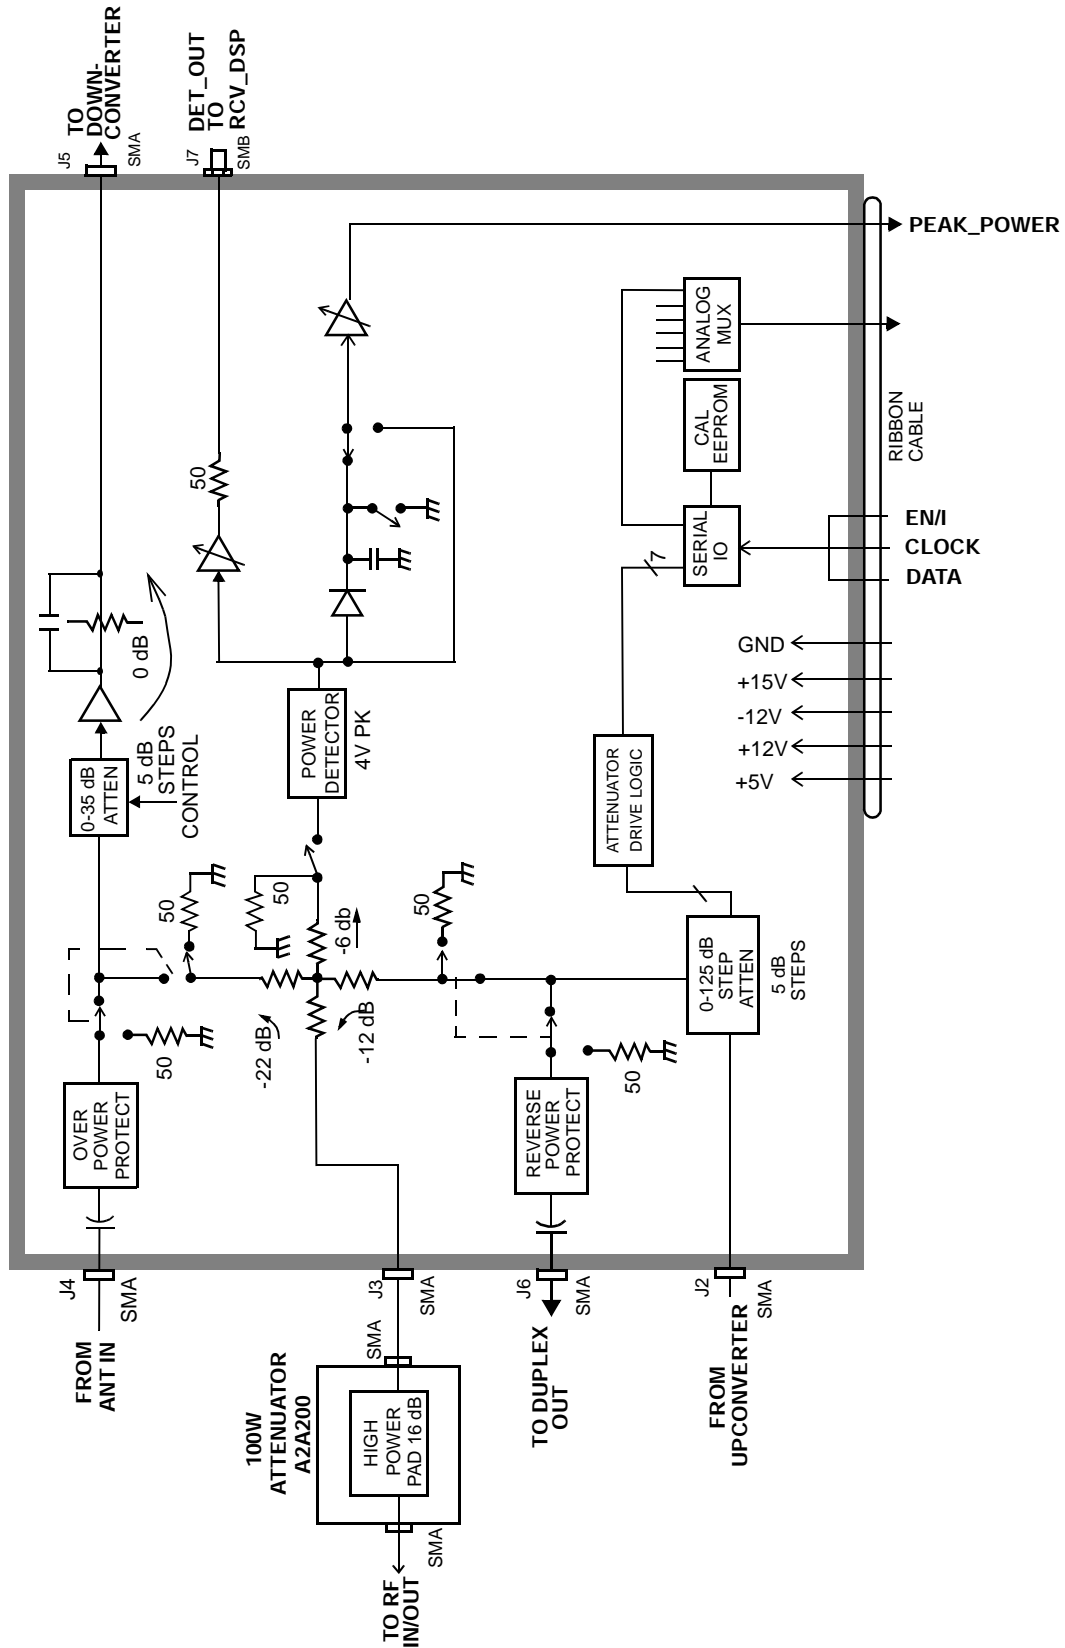 TO
DOWN-
CONVERTER
J5
SMA
DET_OUT
TO
RCV_DSP
J7
SMB
PEAK_POWER
50
0 dB
5 dB
STEPS
CONTROL
0-35 dB
ATTEN
POWER
DETECTOR
4V PK
ANALOG
MUX
CAL
EEPROM
SERIAL
IO
7
RIBBON
CABLE
EN/I
CLOCK
DATA
GND
+15V
-12V
+12V
+5V
ATTENUATOR
DRIVE LOGIC
0-125 dB
STEP
ATTEN
5 dB
STEPS
50
50
-6 db
50
-22 dB
-12 dB
50
50
OVER
POWER
PROTECT
REVERSE
POWER
PROTECT
J4
SMA
FROM
ANT IN
J3
SMA
SMA
100W
ATTENUATOR
A2A200
HIGH
POWER
PAD 16 dB
SMA
TO RF
IN/OUT
J6
SMA
TO DUPLEX
OUT
J2
SMA
FROM
UPCONVERTER